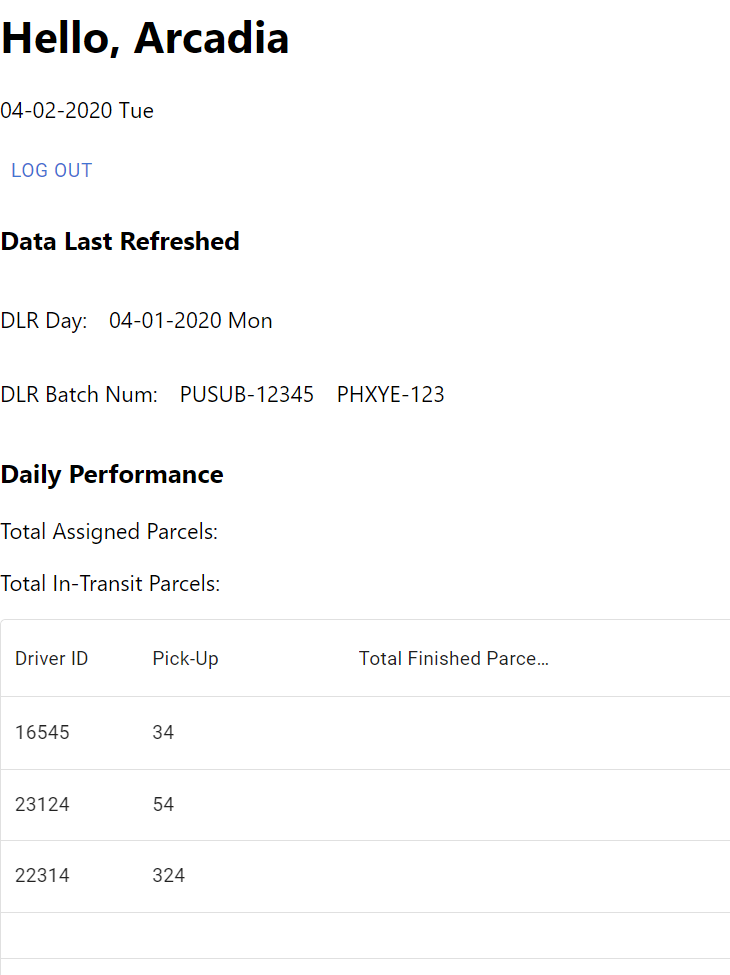 Hello, Arcadia
04-02-2020 Tue
LOG OUT
Data Last Refreshed
DLR Day: 04-01-2020 Mon
DLR Batch Num: PUSUB-12345 PHXYE-123
Daily Performance
Total Assigned Parcels:
Total In-Transit Parcels:
Driver ID Pick-Up Total Finished Parce...
16545 34
23124 54
22314 324